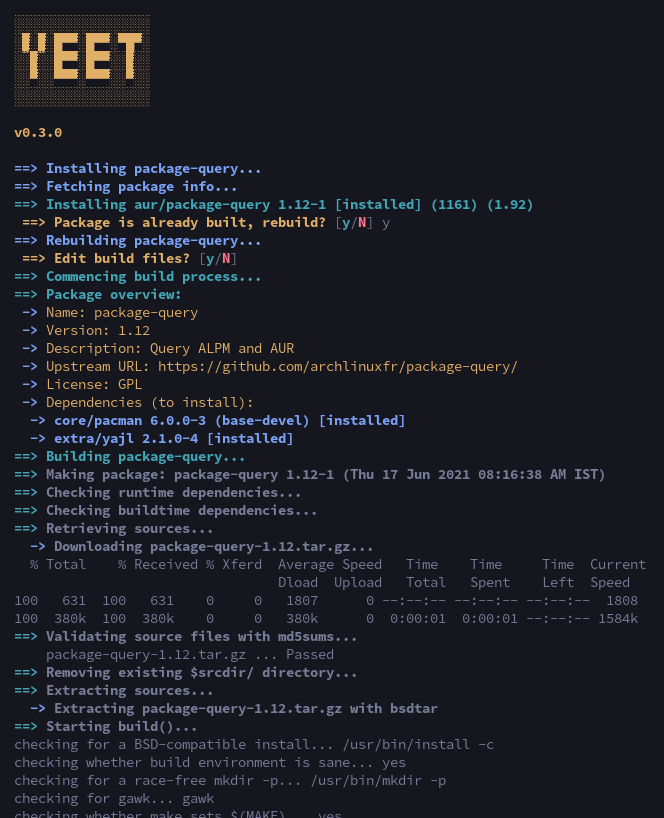 YEET
v0.3.0
==> Installing package-query...
==> Fetching package info...
==> Installing aur/package-query 1.12-1 [installed] (1161) (1.92)
==> Package is already built, rebuild? [y/N] y
==> Rebuilding package-query...
==> Edit build files? [y/N]
==> Commencing build process...
==> Package overview:
-> Name: package-query
-> Version: 1.12
-> Description: Query ALPM and AUR
-> Upstream URL: https://github.com/archlinuxfr/package-query/
-> License: GPL
-> Dependencies (to install):
-> core/pacman 6.0.0-3 (base-devel) [installed]
-> extra/yajl 2.1.0-4 [installed]
==> Building package-query...
==> Making package: package-query 1.12-1 (Thu 17 Jun 2021 08:16:38 AM IST)
==> Checking runtime dependencies...
==> Checking buildtime dependencies...
==> Retrieving sources...
-> Downloading package-query-1.12.tar.gz...
% Total    % Received % Xferd  Average Speed   Time    Time     Time  Current
Dload  Upload   Total   Spent    Left  Speed
100   631  100   631    0     0   1807      0 --:--:-- --:--:-- --:--:--  1808
100  380k  100  380k    0     0   380k      0  0:00:01  0:00:01 --:--:-- 1584k
==> Validating source files with md5sums...
package-query-1.12.tar.gz ... Passed
==> Removing existing $srcdir/ directory...
==> Extracting sources...
-> Extracting package-query-1.12.tar.gz with bsdtar
==> Starting build()...
checking for a BSD-compatible install... /usr/bin/install -c
checking whether build environment is sane... yes
checking for a race-free mkdir -p... /usr/bin/mkdir -p
checking for gawk... gawk
checking whether make sets $(MAKE)... yes